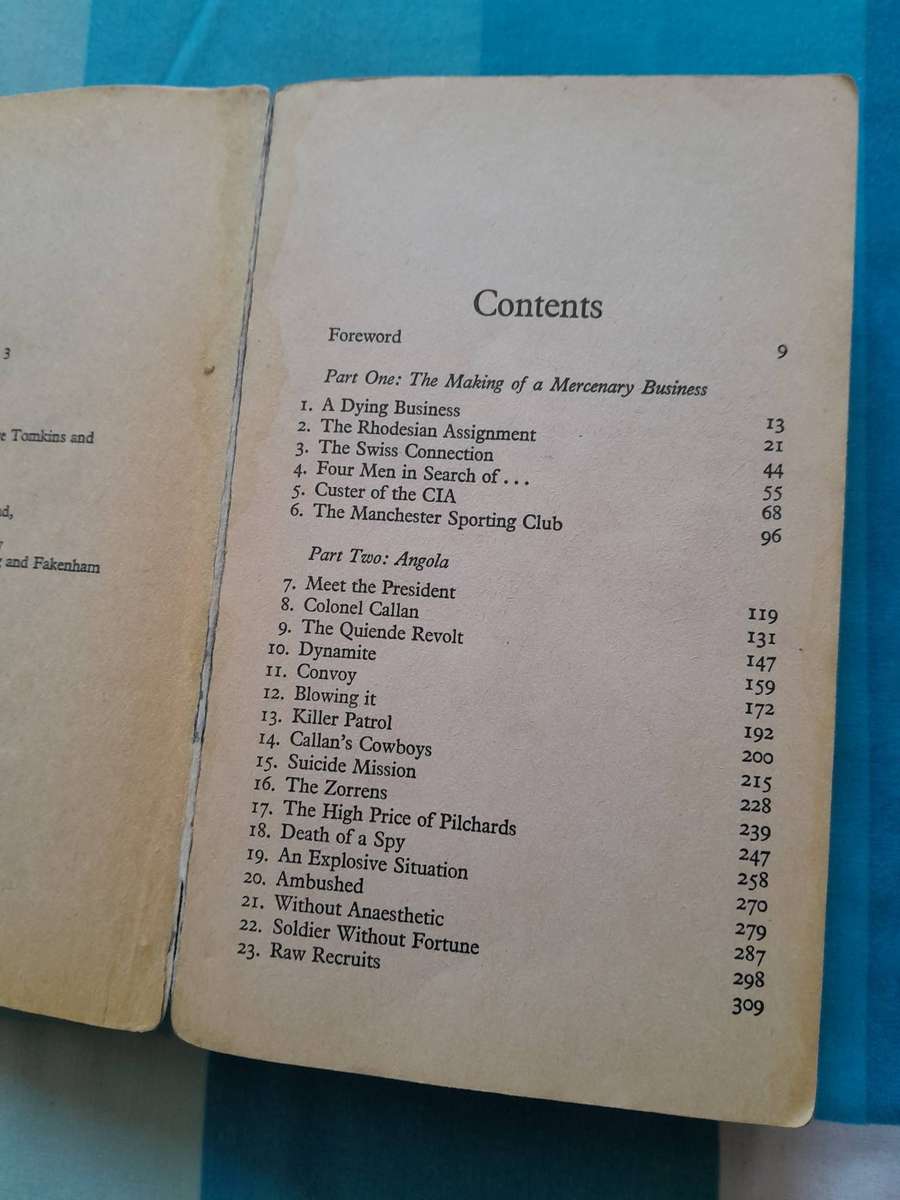 3
e Tomkins and
d,
and Fakenham
Contents
Foreword 9
Part One: The Making of a Mercenary Business
1. A Dying Business 13
2. The Rhodesian Assignment 21
3. The Swiss Connection 44
4. Four Men in Search of . . . 55
5. Custer of the CIA 68
6. The Manchester Sporting Club 96
Part Two: Angola
7. Meet the President 119
8. Colonel Callan 131
9. The Quiende Revolt 147
10. Dynamite 159
11. Convoy 172
12. Blowing it 192
13. Killer Patrol 200
14. Callan's Cowboys 215
15. Suicide Mission 228
16. The Zorrens 239
17. The High Price of Pilchards 247
18. Death of a Spy 258
19. An Explosive Situation 270
20. Ambushed 279
21. Without Anaesthetic 287
22. Soldier Without Fortune 298
23. Raw Recruits 309